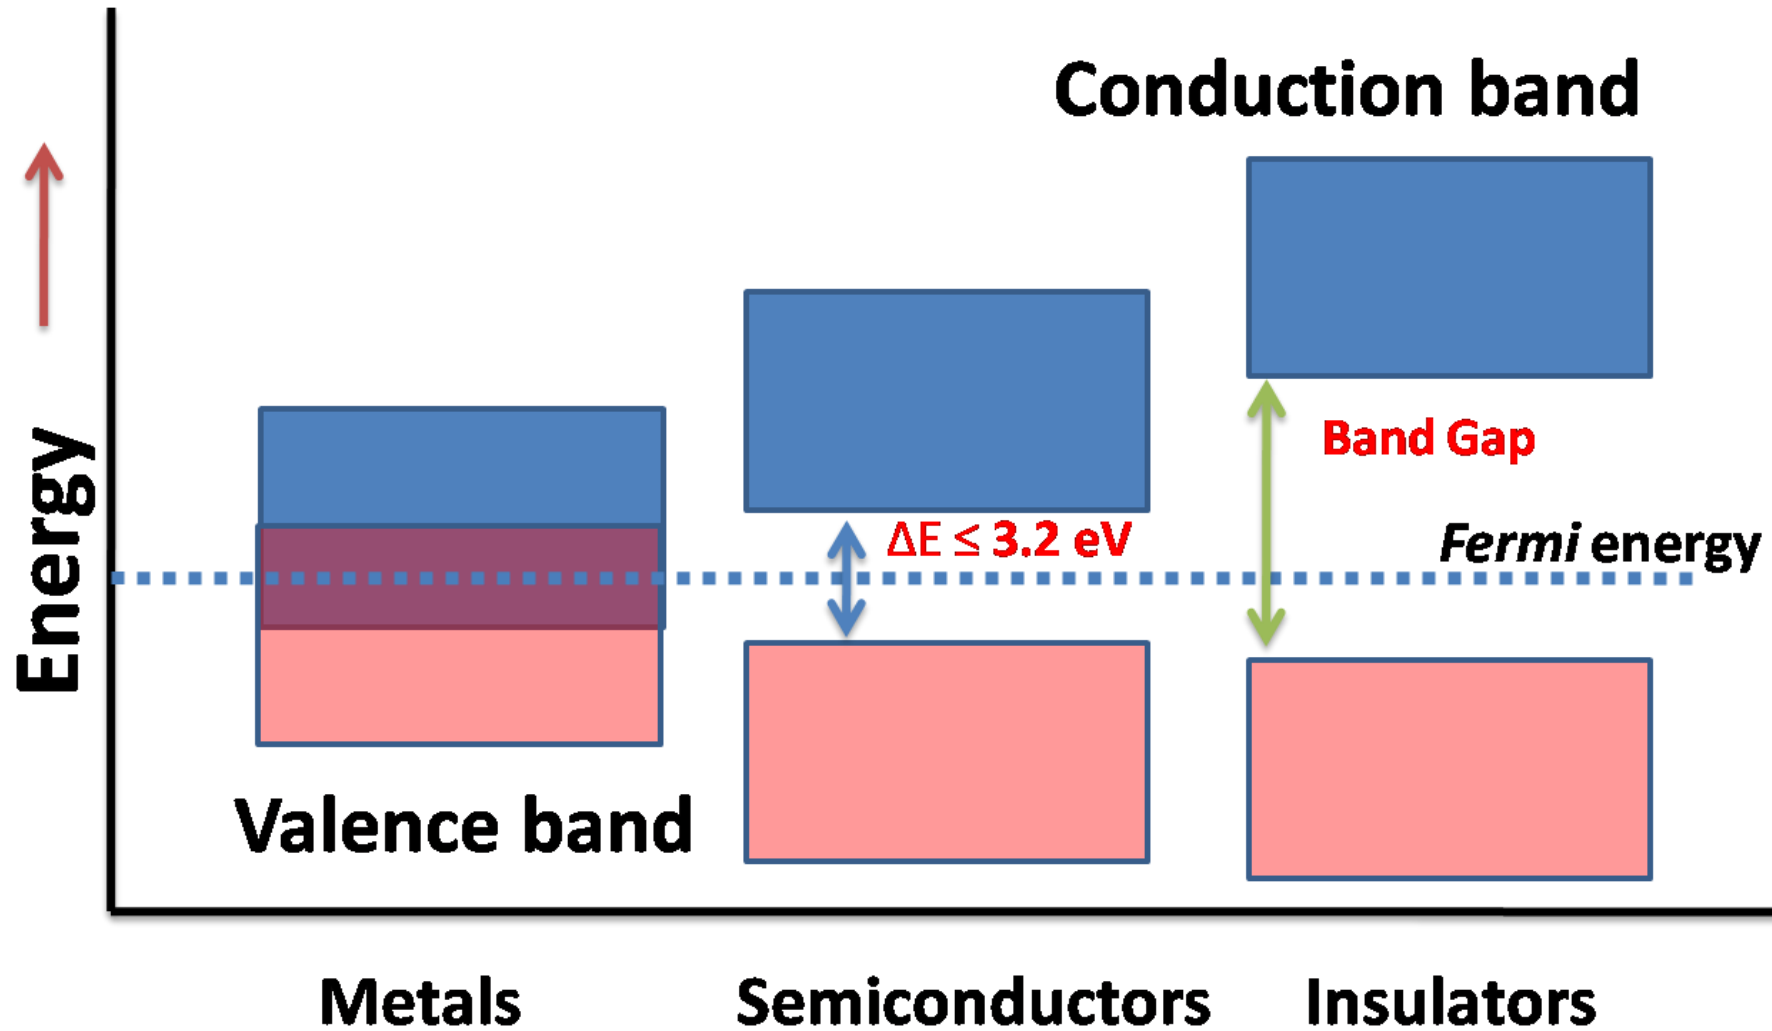 Conduction band
Energy
Band Gap
ΔE ≤ 3.2 eV
Fermi energy
Valence band
Metals
Semiconductors
Insulators